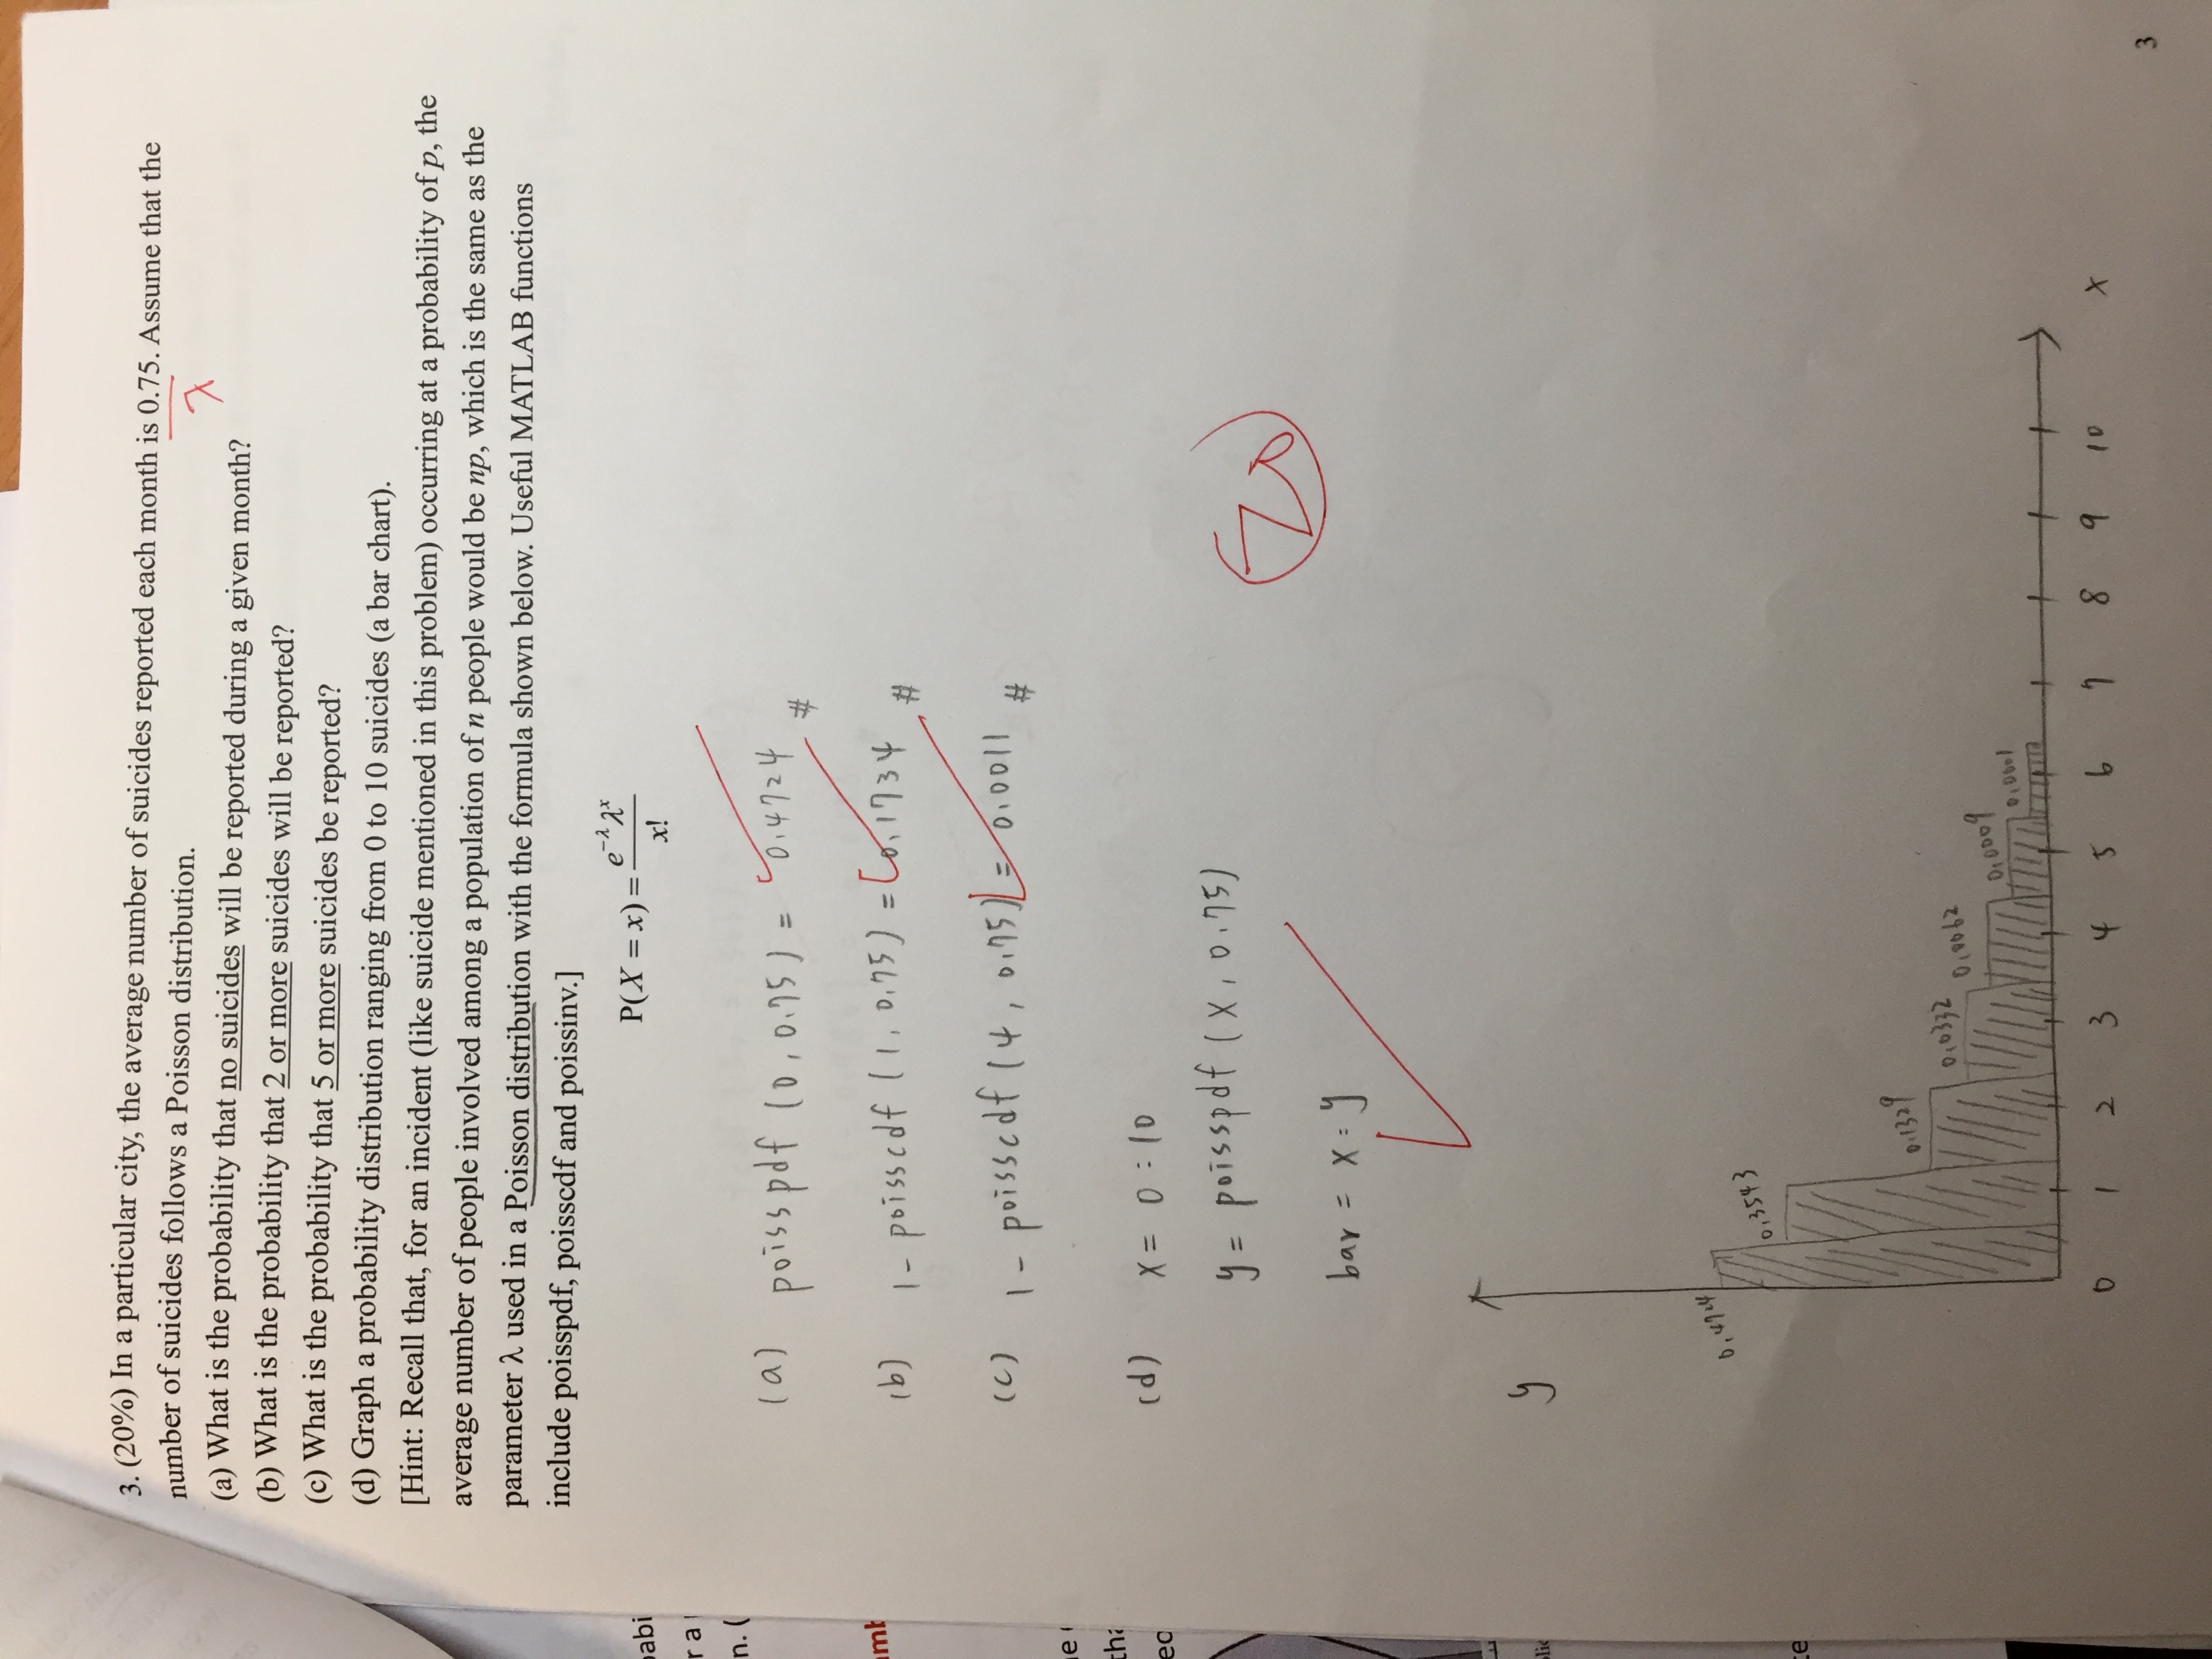 3. (20%) In a particular city, the average number of suicides reported each month is 0.75. Assume that the
number of suicides follows a Poisson distribution.
λ
(a) What is the probability that no suicides will be reported during a given month?
(b) What is the probability that 2 or more suicides will be reported?
(c) What is the probability that 5 or more suicides be reported?
(d) Graph a probability distribution ranging from 0 to 10 suicides (a bar chart).
[Hint: Recall that, for an incident (like suicide mentioned in this problem) occurring at a probability of p, the
average number of people involved among a population of n people would be np, which is the same as the
parameter λ used in a Poisson distribution with the formula shown below. Useful MATLAB functions
include poisspdf, poisscdf and poissinv.]
P(X = x) = e^{-λ} λ^x / x!
(a) poisspdf (0, 0.75) = 0.4724 #
(b) 1 - poisscdf (1, 0.75) = 0.1734 #
(c) 1 - poisscdf (4, 0.75) = 0.0011 #
(d) x = 0 : 10
y = poisspdf (x, 0.75)
20
bar = x : y
y
0.4724
0.3543
0.1329
0.0332
0.0062
0.0009
0.0001
0 1 2 3 4 5 6 7 8 9 10 x
3